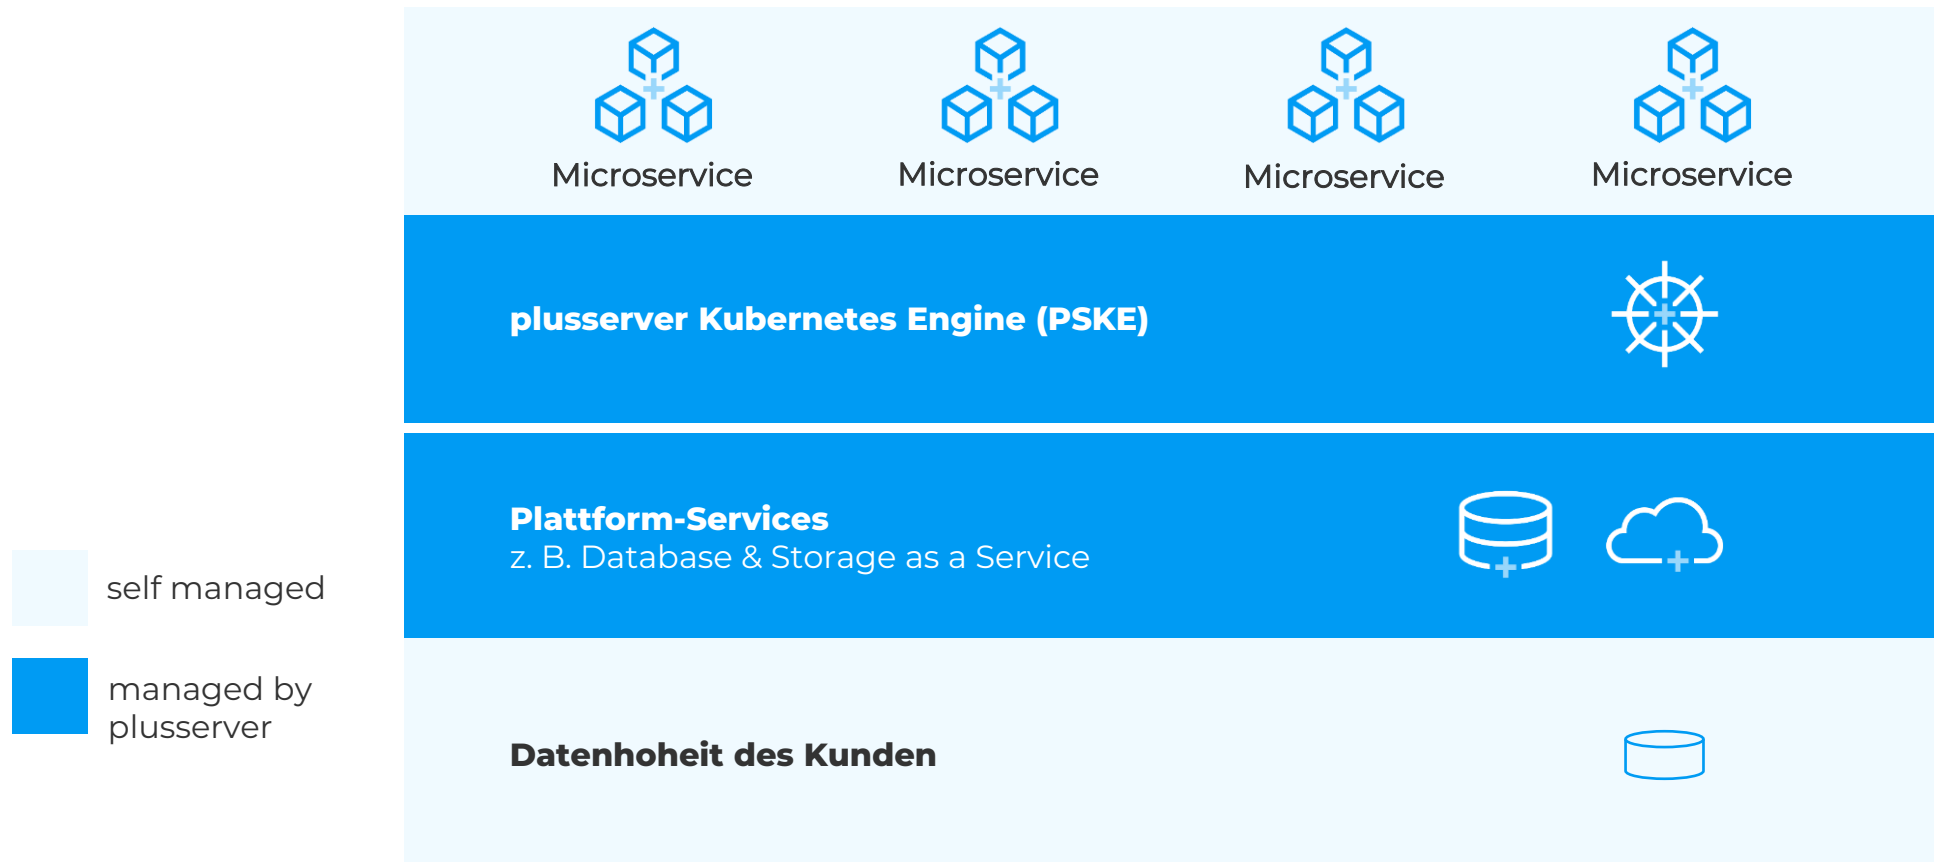 Microservice
Microservice
Microservice
Microservice
plusserver Kubernetes Engine (PSKE)
Plattform-Services
z. B. Database & Storage as a Service
self managed
managed by
plusserver
Datenhoheit des Kunden